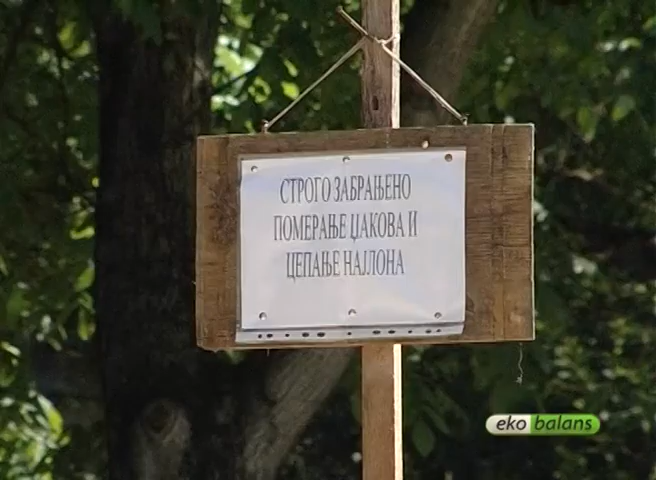 СТРОГО ЗАБРАЊЕНО
ПОМЕРАЊЕ ЏАКОВА И
ЦЕПАЊЕ НАЈЛОНА
eko balans